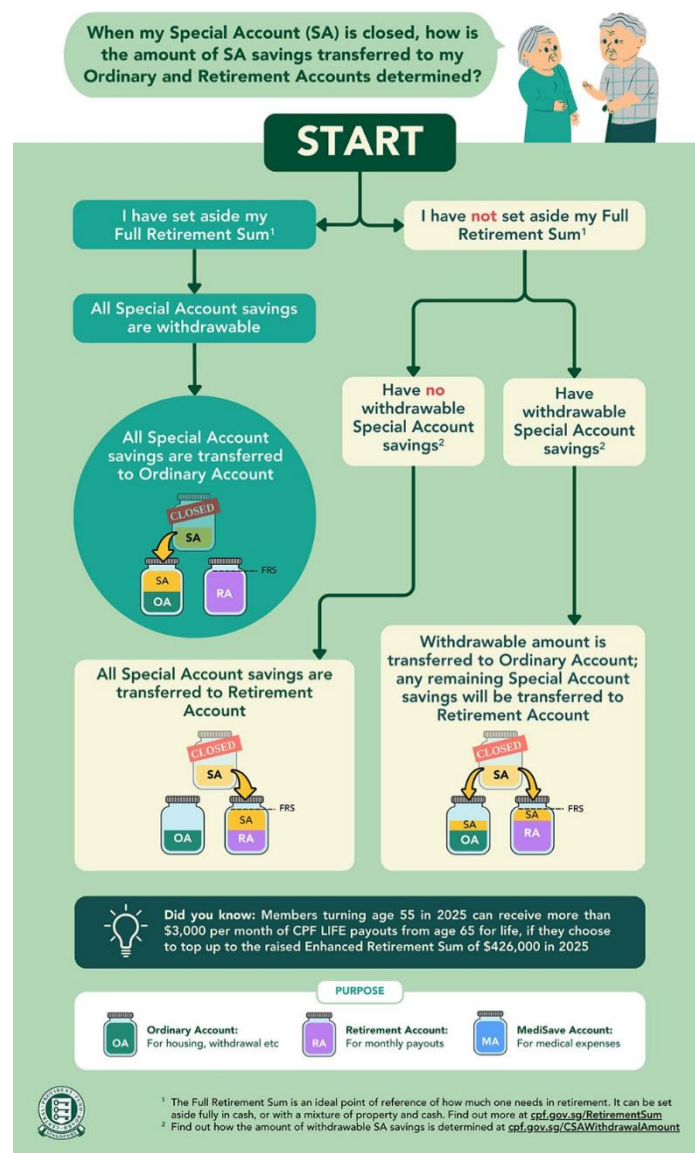 When my Special Account (SA) is closed, how is
the amount of SA savings transferred to my
Ordinary and Retirement Accounts determined?
START
I have set aside my
Full Retirement Sum¹
I have not set aside my Full
Retirement Sum¹
All Special Account savings
are withdrawable
Have no
withdrawable
Special Account
savings²
Have
withdrawable
Special Account
savings²
All Special Account
savings are transferred
to Ordinary Account
CLOSED
SA
SA
OA
RA
FRS
All Special Account savings are
transferred to Retirement
Account
CLOSED
SA
OA
SA
RA
FRS
Withdrawable amount is
transferred to Ordinary Account;
any remaining Special Account
savings will be transferred to
Retirement Account
CLOSED
SA
SA
OA
SA
RA
FRS
Did you know: Members turning age 55 in 2025 can receive more than
$3,000 per month of CPF LIFE payouts from age 65 for life, if they choose
to top up to the raised Enhanced Retirement Sum of $426,000 in 2025
PURPOSE
OA
Ordinary Account:
For housing, withdrawal etc
RA
Retirement Account:
For monthly payouts
MA
MediSave Account:
For medical expenses
CENTRAL PROVIDENT FUND BOARD
SINGAPORE
¹ The Full Retirement Sum is an ideal point of reference of how much one needs in retirement. It can be set
aside fully in cash, or with a mixture of property and cash. Find out more at cpf.gov.sg/RetirementSum
² Find out how the amount of withdrawable SA savings is determined at cpf.gov.sg/CSAWithdrawalAmount